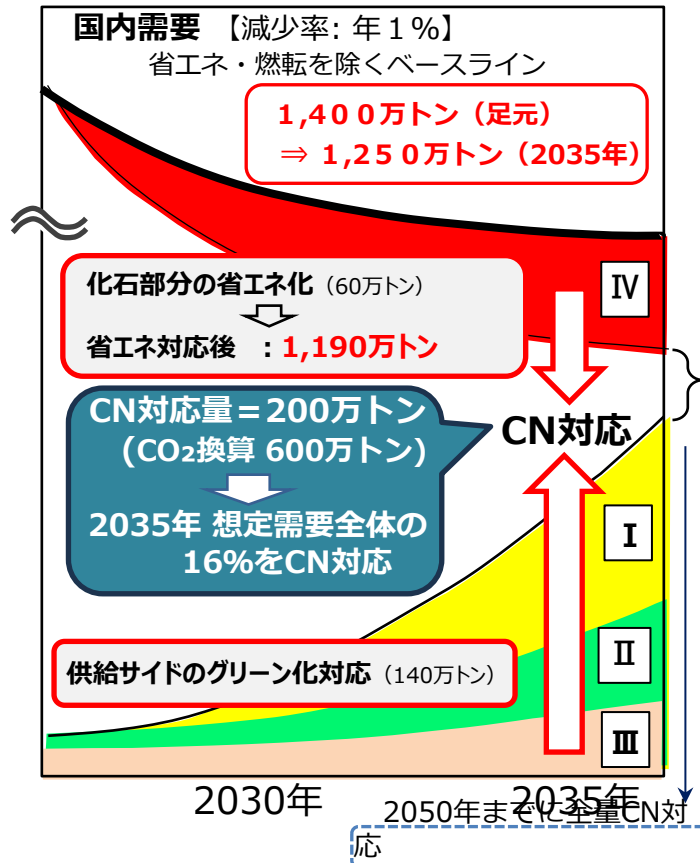 国内需要 【減少率: 年１%】
省エネ・燃転を除くベースライン
1,４００万トン（足元）
⇒ 1,２５０万トン（2035年）
化石部分の省エネ化（60万トン）
省エネ対応後 ：1,190万トン
Ⅳ
CN対応量＝200万トン
(CO₂換算 600万トン)
2035年 想定需要全体の
16%をCN対応
CN対応
Ⅰ
Ⅱ
供給サイドのグリーン化対応（140万トン）
Ⅲ
2030年
2035年
2050年までに全量CN対
応